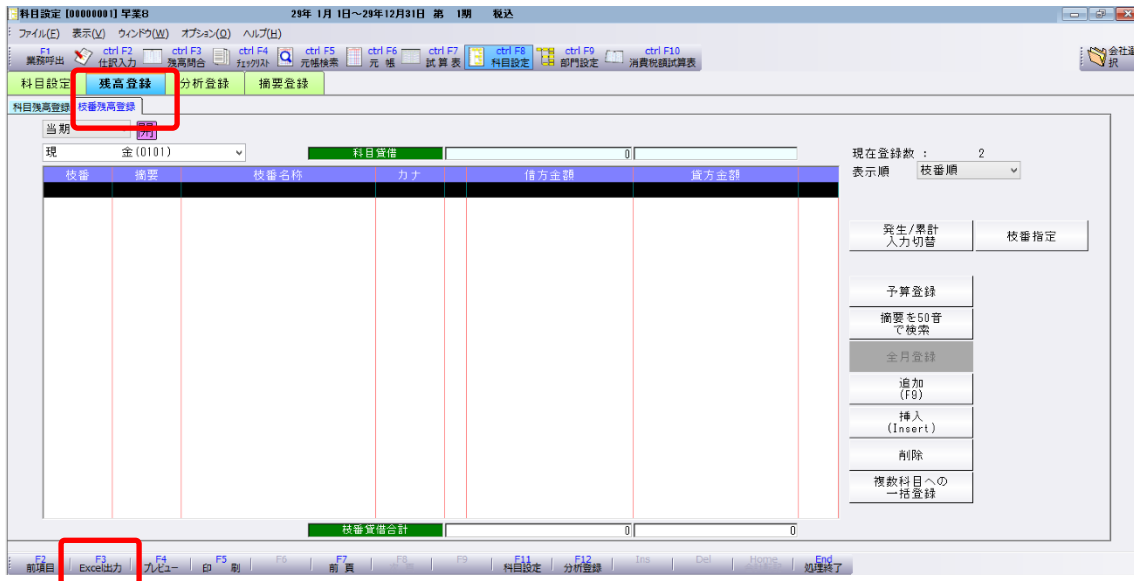 科目設定 [00000001] 早業8 29年 1月 1日～29年12月31日 第 1期 税込
ファイル(F) 表示(V) ウィンドウ(W) オプション(O) ヘルプ(H)
F1 ctrl F2 ctrl F3 ctrl F4 ctrl F5 ctrl F6 ctrl F7 ctrl F8 ctrl F9 ctrl F10
業務呼出 仕訳入力 残高問合 ﾁｪｯｸﾘｽﾄ 元帳検索 元 帳 試 算 表 科目設定 部門設定 消費税額試算表
会社選
択
科目設定 残高登録 分析登録 摘要登録
科目残高登録 枝番残高登録
当期 開
現 金(0101) 科目貸借 0
現在登録数 : 2
表示順 枝番順
枝番 摘要 枝番名称 カナ 借方金額 貸方金額
発生/累計
入力切替
枝番指定
予算登録
摘要を50音
で検索
全月登録
追加
(F9)
挿入
(Insert)
削除
複数科目への
一括登録
枝番貸借合計 0 0
F2 F3 F4 F5 F6 F7 F8 F9 F11 F12 Ins Del Home End
前項目 Excel出力 プレビュー 印 刷 前 頁 科目設定 分析登録 処理終了